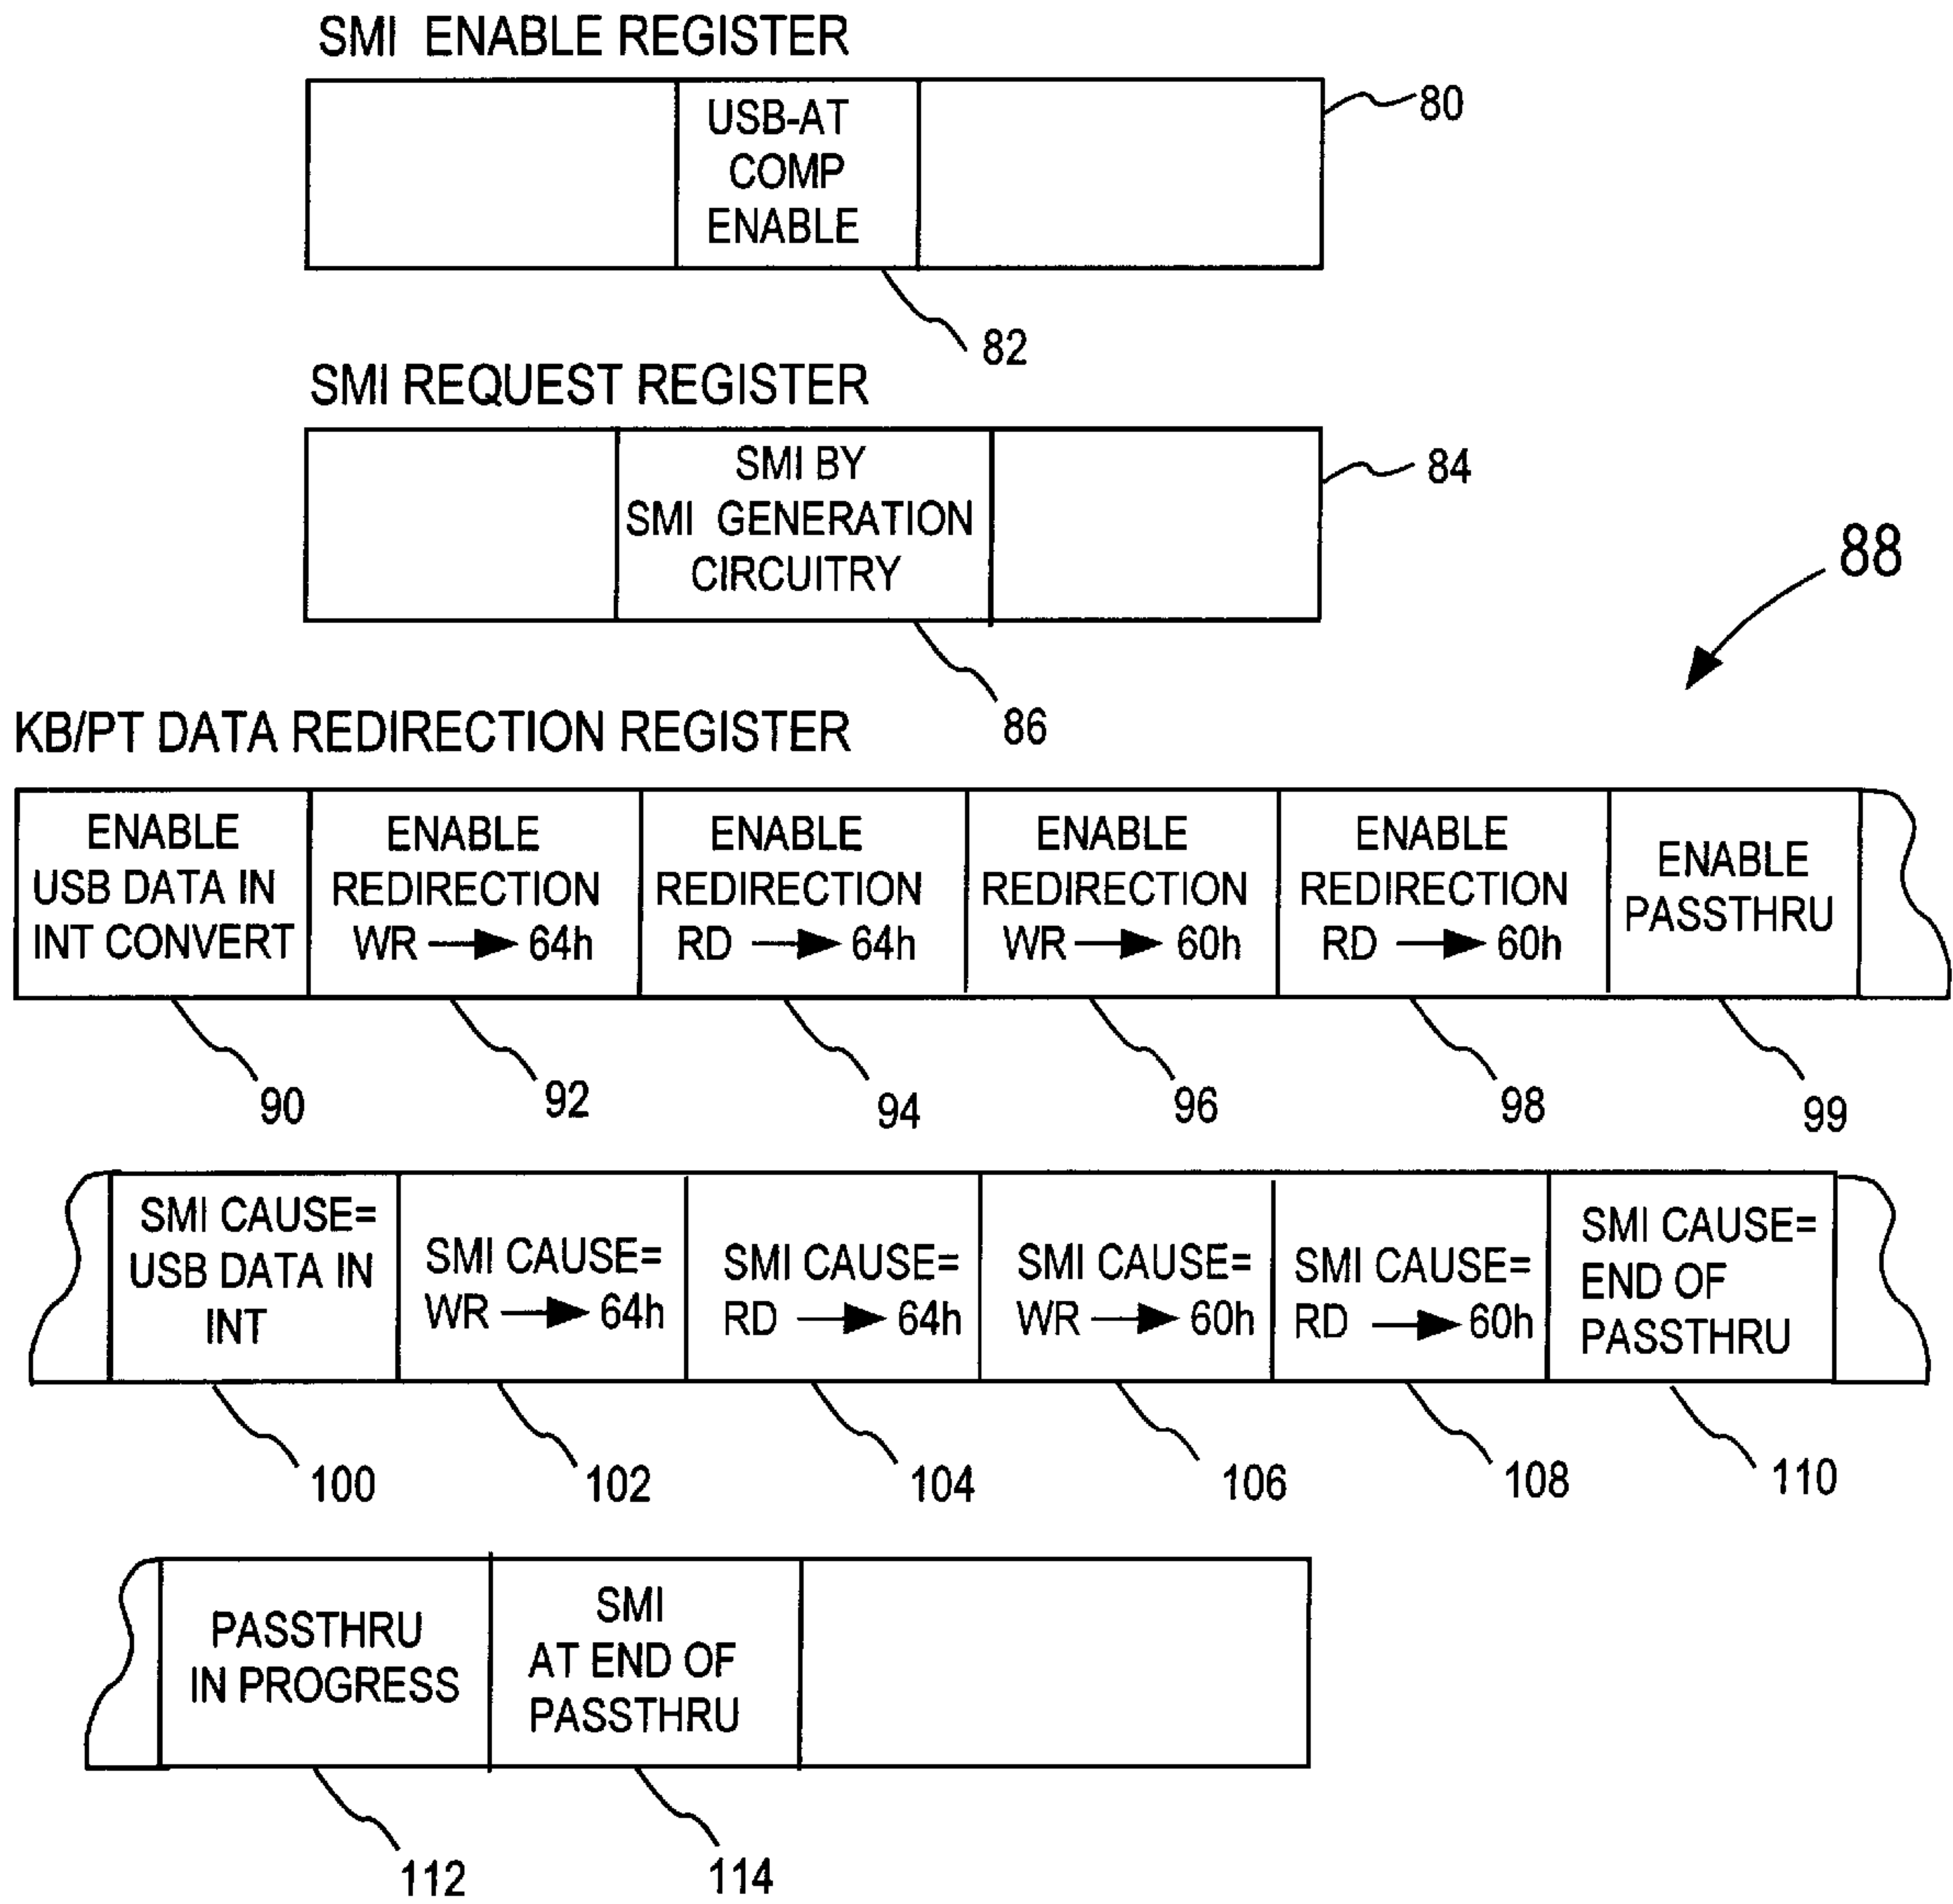 SMI ENABLE REGISTER
USB-AT
COMP
ENABLE
80
82
SMI REQUEST REGISTER
SMI BY
SMI GENERATION
CIRCUITRY
84
86
88
KB/PT DATA REDIRECTION REGISTER
ENABLE
USB DATA IN
INT CONVERT
ENABLE
REDIRECTION
WR → 64h
ENABLE
REDIRECTION
RD → 64h
ENABLE
REDIRECTION
WR → 60h
ENABLE
REDIRECTION
RD → 60h
ENABLE
PASSTHRU
90
92
94
96
98
99
SMI CAUSE=
USB DATA IN
INT
SMI CAUSE=
WR → 64h
SMI CAUSE=
RD → 64h
SMI CAUSE=
WR → 60h
SMI CAUSE=
RD → 60h
SMI CAUSE=
END OF
PASSTHRU
100
102
104
106
108
110
PASSTHRU
IN PROGRESS
SMI
AT END OF
PASSTHRU
112
114